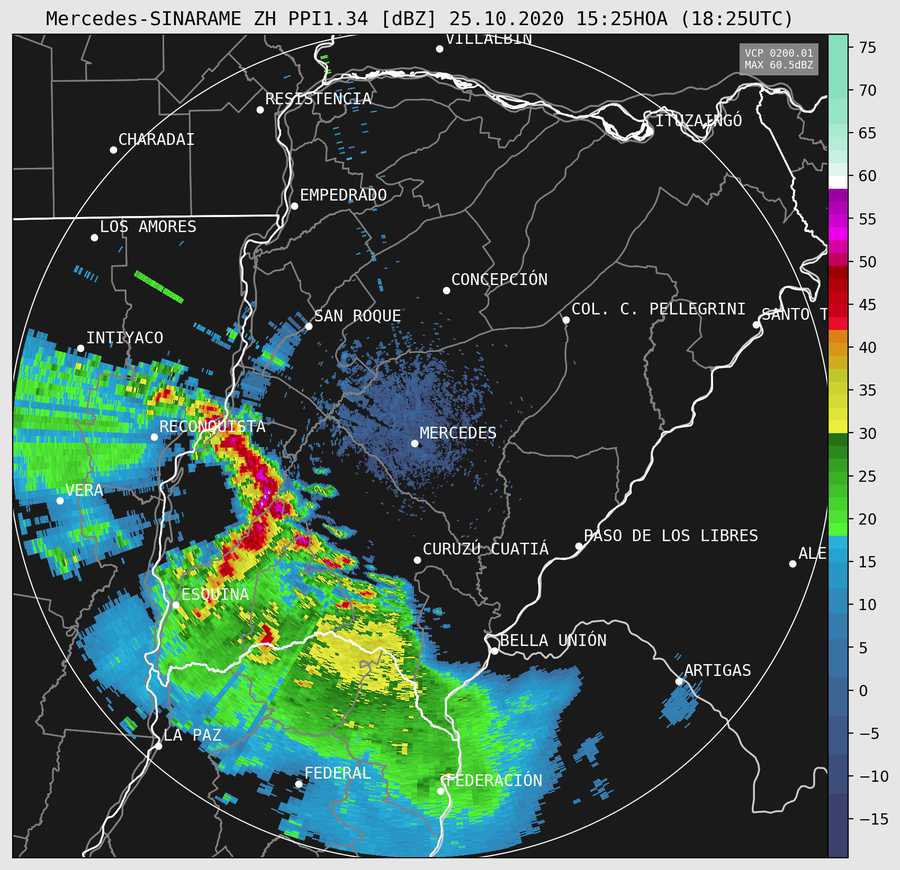 Mercedes-SINARAME ZH PPI1.34 [dBZ] 25.10.2020 15:25HOA (18:25UTC)
VILLALBÍN
VCP 0200.01
MAX 60.5dBZ
75
70
65
60
55
50
45
40
35
30
25
20
15
10
5
0
−5
−10
−15
RESISTENCIA
ITUZAINGÓ
CHARADAI
EMPEDRADO
LOS AMORES
CONCEPCIÓN
SAN ROQUE
COL. C. PELLEGRINI
SANTO T
INTIYACO
RECONQUISTA
MERCEDES
VERA
CURUZÚ CUATIÁ
PASO DE LOS LIBRES
ALE
ESQUINA
BELLA UNIÓN
ARTIGAS
LA PAZ
FEDERAL
FEDERACIÓN